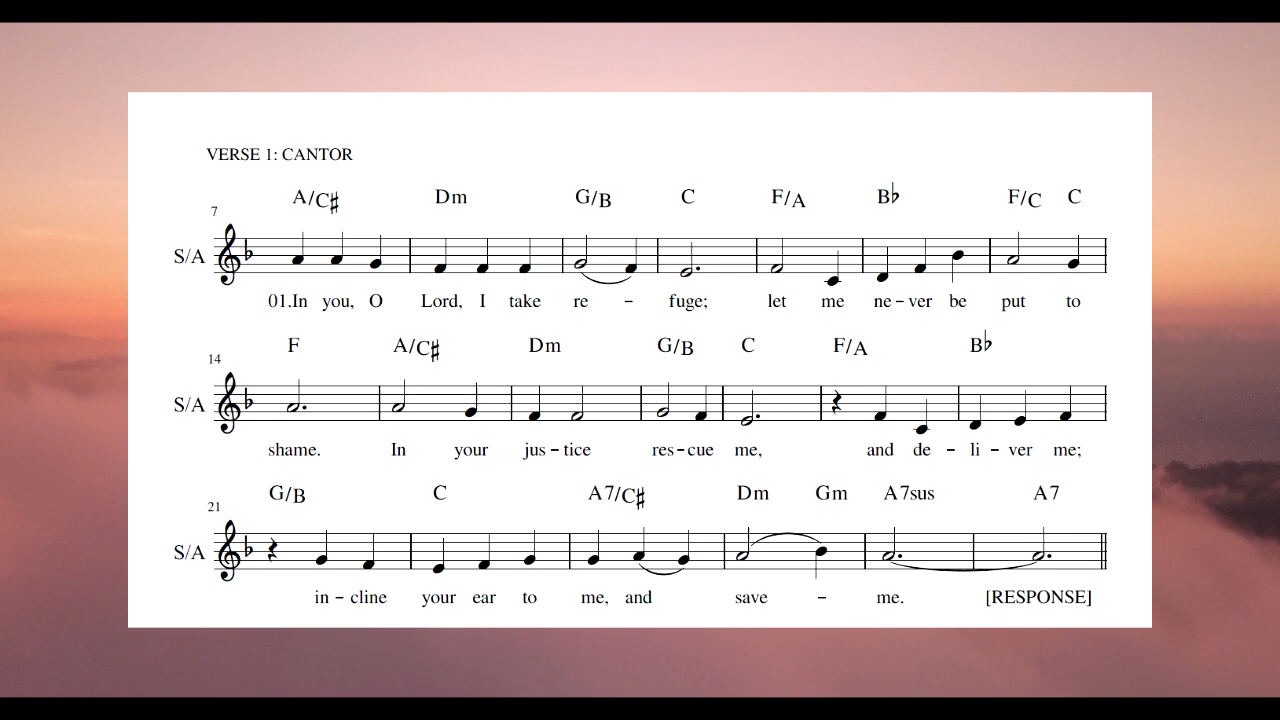 VERSE 1: CANTOR
A/C♯ Dm G/B C F/A B♭ F/C C
7
S/A
01.In you, O Lord, I take re – fuge; let me ne – ver be put to
F A/C♯ Dm G/B C F/A B♭
14
S/A
shame. In your jus – tice res – cue me, and de – li – ver me;
G/B C A7/C♯ Dm Gm A7sus A7
21
S/A
in – cline your ear to me, and save – me. [RESPONSE]